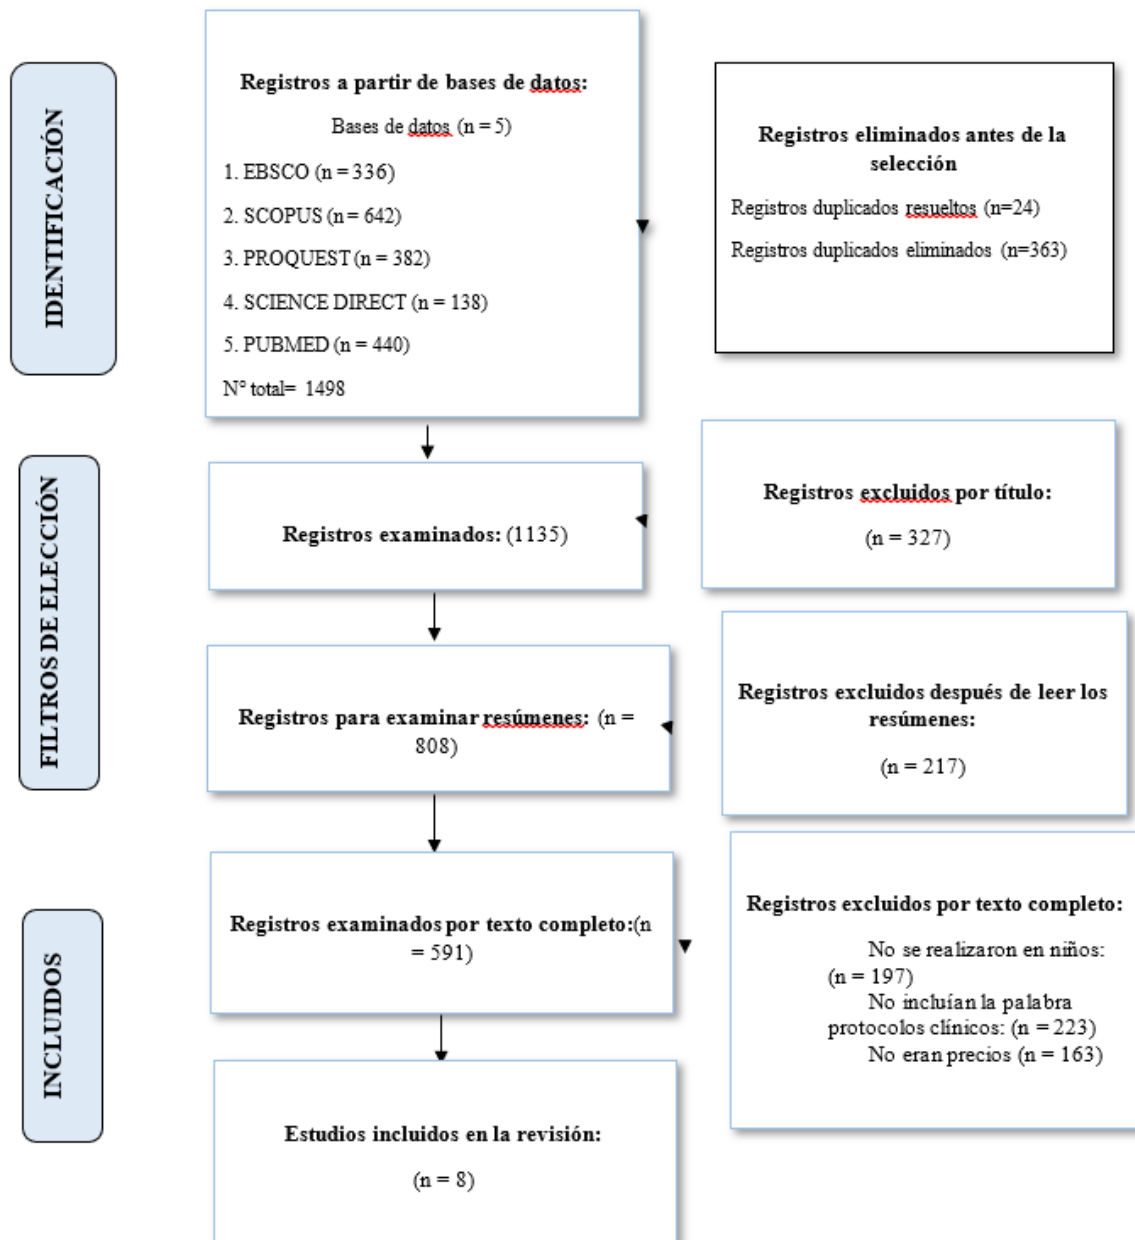 IDENTIFICACIÓN
Registros a partir de bases de datos:
Bases de datos (n = 5)
1. EBSCO (n = 336)
2. SCOPUS (n = 642)
3. PROQUEST (n = 382)
4. SCIENCE DIRECT (n = 138)
5. PUBMED (n = 440)
N° total= 1498
Registros eliminados antes de la
selección
Registros duplicados resueltos (n=24)
Registros duplicados eliminados (n=363)
FILTROS DE ELECCIÓN
Registros examinados: (1135)
Registros excluidos por título:
(n = 327)
Registros para examinar resúmenes: (n =
808)
Registros excluidos después de leer los
resúmenes:
(n = 217)
INCLUIDOS
Registros examinados por texto completo:(n
= 591)
Registros excluidos por texto completo:
No se realizaron en niños:
(n = 197)
No incluían la palabra
protocolos clínicos: (n = 223)
No eran precios (n = 163)
Estudios incluidos en la revisión:
(n = 8)